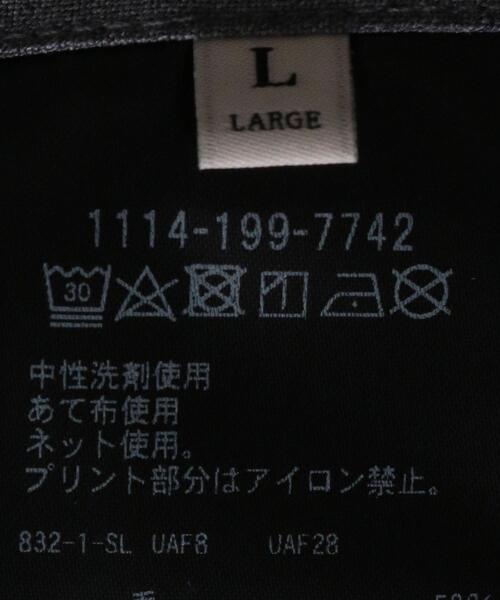 L
LARGE
1114-199-7742
30
中性洗剤使用
あて布使用
ネット使用。
プリント部分はアイロン禁止。
832-1-SL UAF8 UAF28